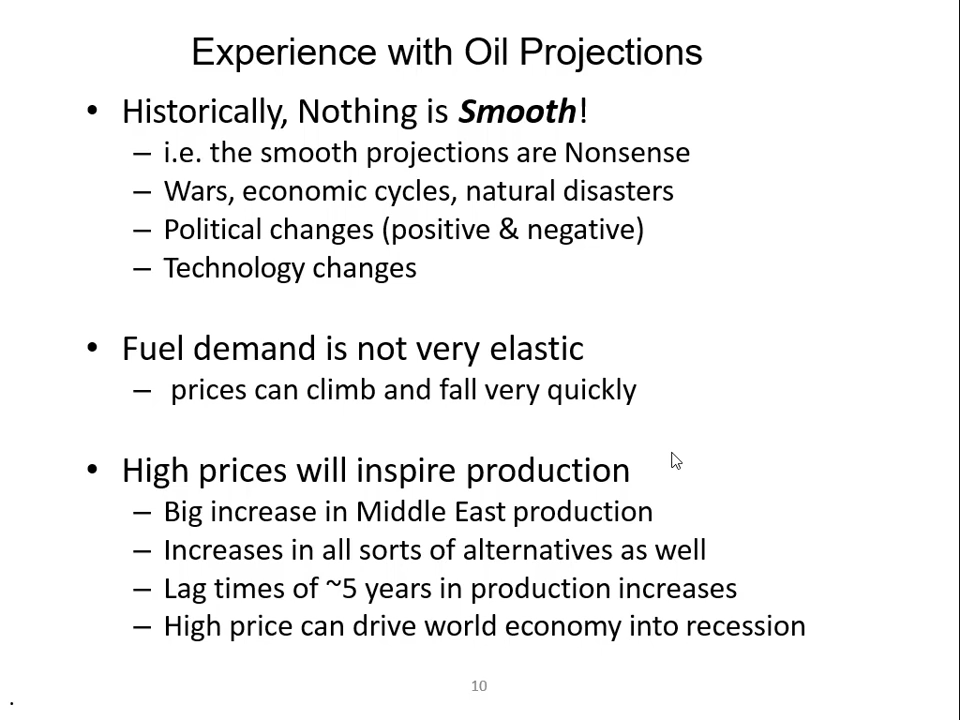 Experience with Oil Projections
• Historically, Nothing is Smooth!
– i.e. the smooth projections are Nonsense
– Wars, economic cycles, natural disasters
– Political changes (positive & negative)
– Technology changes
• Fuel demand is not very elastic
– prices can climb and fall very quickly
• High prices will inspire production
– Big increase in Middle East production
– Increases in all sorts of alternatives as well
– Lag times of ~5 years in production increases
– High price can drive world economy into recession
10
.